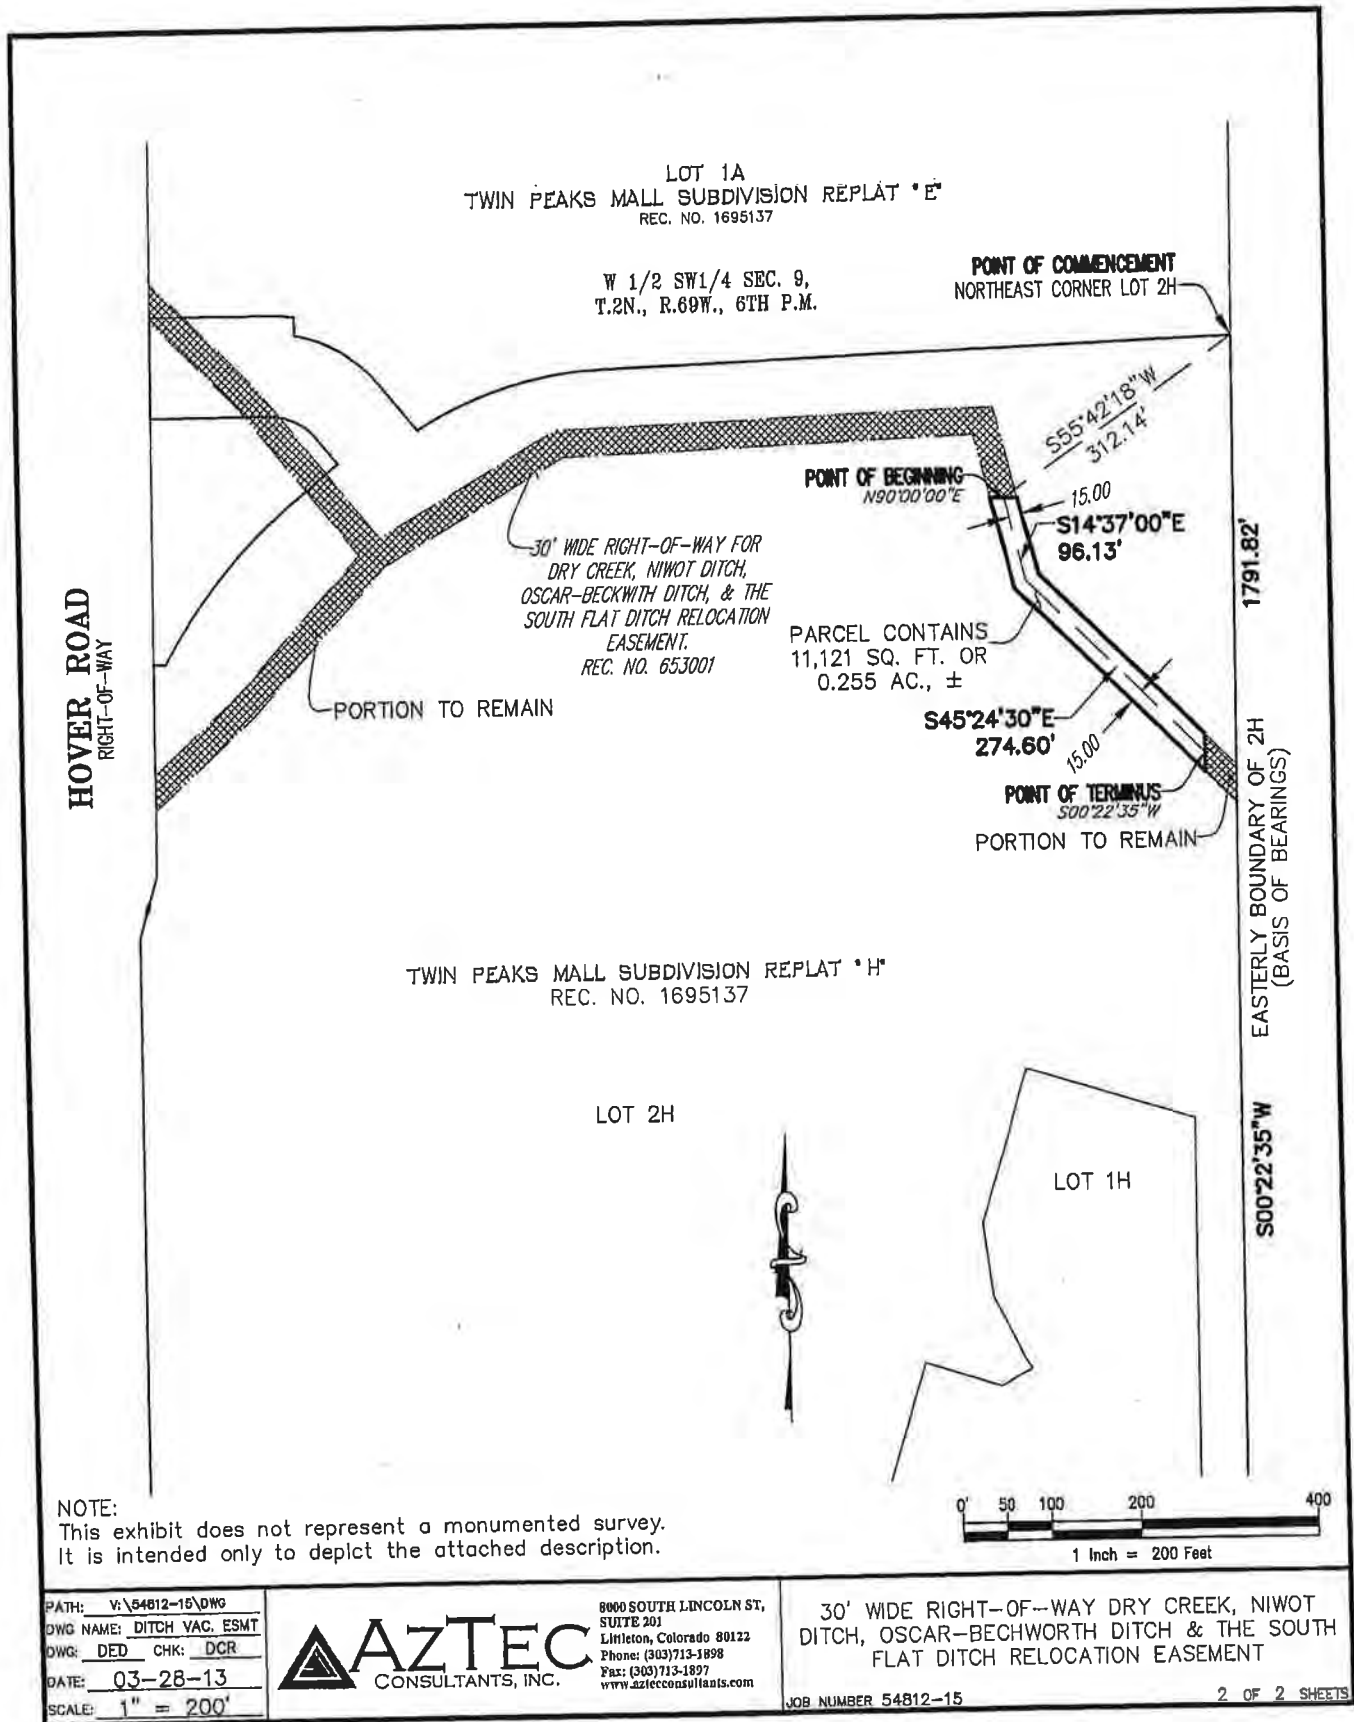 LOT 1A
TWIN PEAKS MALL SUBDIVISION REPLAT "E"
REC. NO. 1695137
W 1/2 SW1/4 SEC. 9,
T.2N., R.69W., 6TH P.M.
POINT OF COMMENCEMENT
NORTHEAST CORNER LOT 2H
S55°42'18"W
312.14'
POINT OF BEGINNING
N90°00'00"E
15.00
S14°37'00"E
96.13'
30' WIDE RIGHT-OF-WAY FOR
DRY CREEK, NIWOT DITCH,
OSCAR-BECKWITH DITCH, & THE
SOUTH FLAT DITCH RELOCATION
EASEMENT.
REC. NO. 653001
PARCEL CONTAINS
11,121 SQ. FT. OR
0.255 AC., ±
PORTION TO REMAIN
S45°24'30"E
274.60'
15.00
POINT OF TERMINUS
S00°22'35"W
PORTION TO REMAIN
HOVER ROAD
RIGHT-OF-WAY
1791.82'
EASTERLY BOUNDARY OF 2H
(BASIS OF BEARINGS)
S00°22'35"W
TWIN PEAKS MALL SUBDIVISION REPLAT "H"
REC. NO. 1695137
LOT 2H
LOT 1H
NOTE:
This exhibit does not represent a monumented survey.
It is intended only to depict the attached description.
0' 50 100 200 400
1 Inch = 200 Feet
PATH: V:\54812-15\DWG
DWG NAME: DITCH VAC. ESMT
DWG: DED CHK: DCR
DATE: 03-28-13
SCALE: 1" = 200'
AZTEC
CONSULTANTS, INC.
8000 SOUTH LINCOLN ST,
SUITE 201
Littleton, Colorado 80122
Phone: (303)713-1898
Fax: (303)713-1897
www.aztecconsultants.com
30' WIDE RIGHT-OF-WAY DRY CREEK, NIWOT
DITCH, OSCAR-BECHWORTH DITCH & THE SOUTH
FLAT DITCH RELOCATION EASEMENT
JOB NUMBER 54812-15
2 OF 2 SHEETS